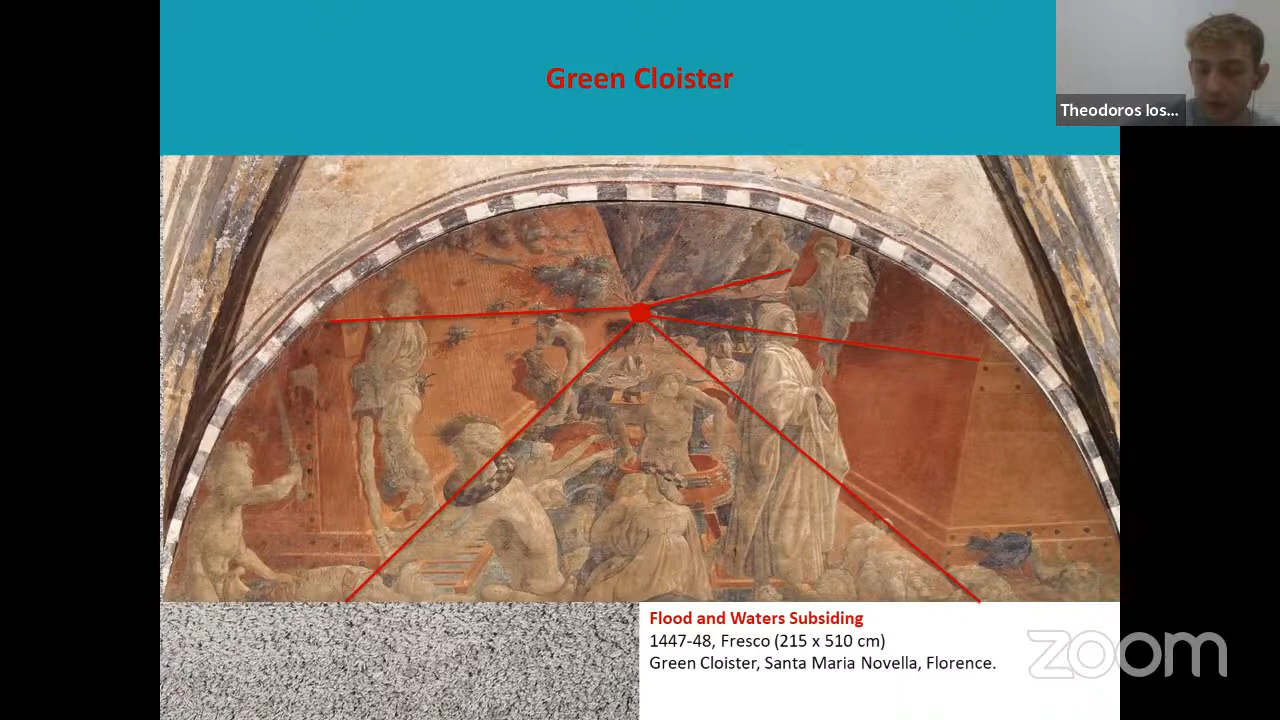 Green Cloister
Theodoros Ios...
Flood and Waters Subsiding
1447-48, Fresco (215 x 510 cm)
Green Cloister, Santa Maria Novella, Florence.
zoom